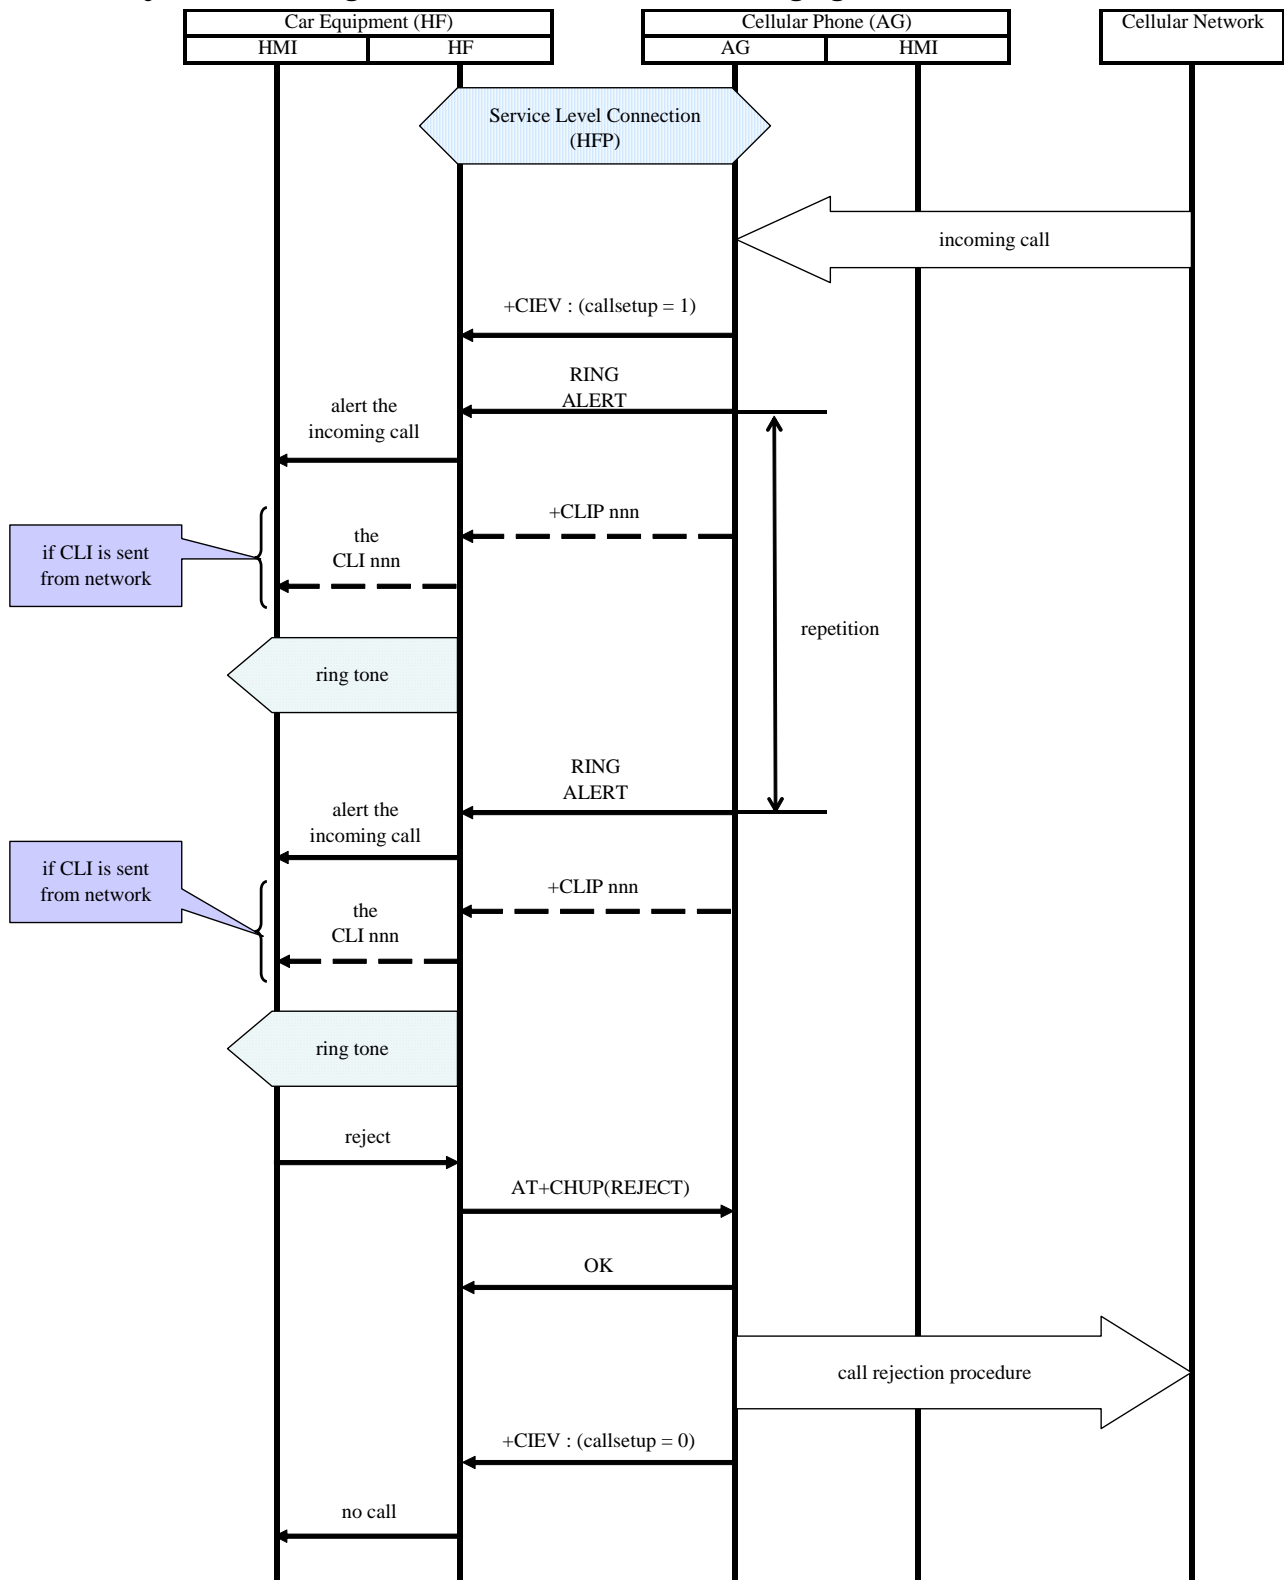 Car Equipment (HF)
Cellular Phone (AG)
Cellular Network
HMI
HF
AG
HMI
Service Level Connection
(HFP)
incoming call
+CIEV : (callsetup = 1)
RING
ALERT
alert the
incoming call
+CLIP nnn
if CLI is sent
from network
the
CLI nnn
repetition
ring tone
RING
ALERT
alert the
incoming call
if CLI is sent
from network
+CLIP nnn
the
CLI nnn
ring tone
reject
AT+CHUP(REJECT)
OK
call rejection procedure
+CIEV : (callsetup = 0)
no call